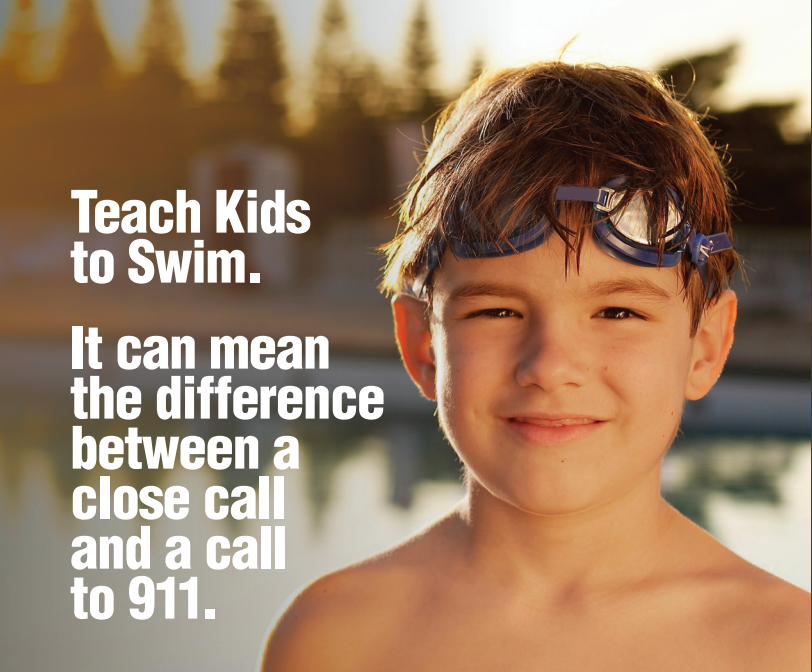 Teach Kids
to Swim.
It can mean
the difference
between a
close call
and a call
to 911.